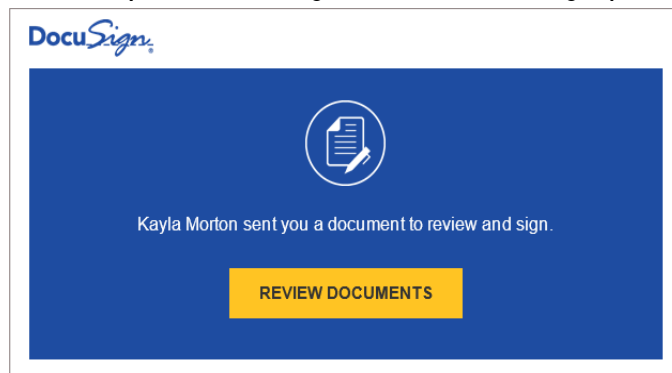 DocuSign
Kayla Morton sent you a document to review and sign.
REVIEW DOCUMENTS